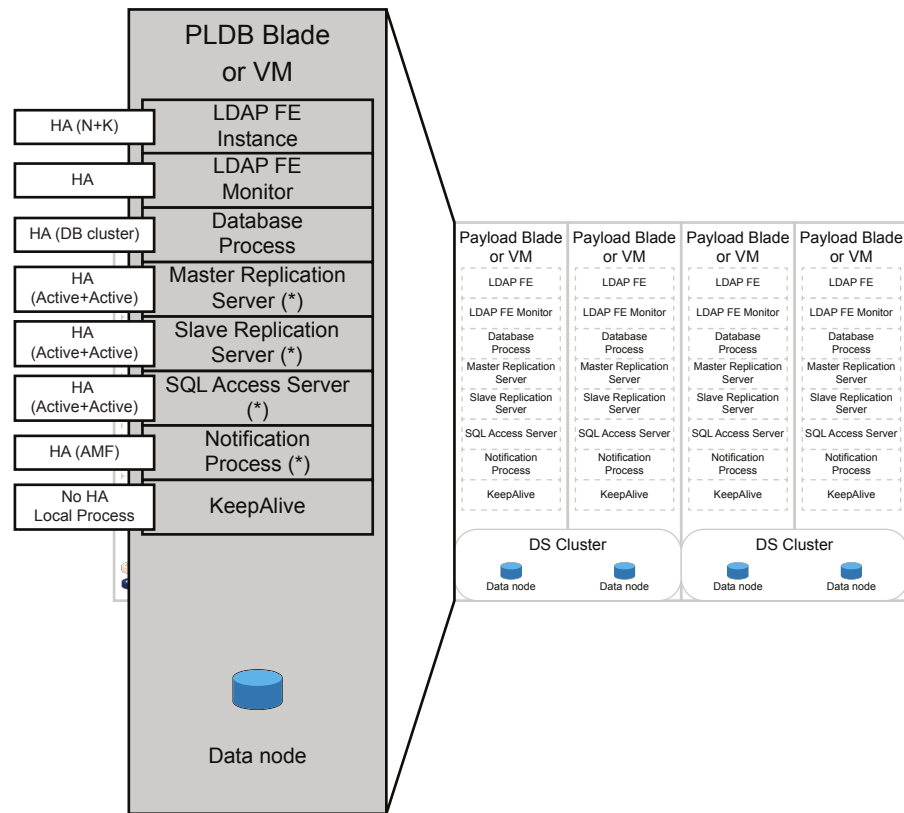 PLDB Blade
or VM
HA (N+K)
LDAP FE
Instance
HA
LDAP FE
Monitor
HA (DB cluster)
Database
Process
HA
(Active+Active)
Master Replication
Server (*)
HA
(Active+Active)
Slave Replication
Server (*)
HA
(Active+Active)
SQL Access Server
(*)
HA (AMF)
Notification
Process (*)
No HA
Local Process
KeepAlive
Data node
Payload Blade
or VM
LDAP FE
LDAP FE Monitor
Database
Process
Master Replication
Server
Slave Replication
Server
SQL Access Server
Notification
Process
KeepAlive
Payload Blade
or VM
LDAP FE
LDAP FE Monitor
Database
Process
Master Replication
Server
Slave Replication
Server
SQL Access Server
Notification
Process
KeepAlive
Payload Blade
or VM
LDAP FE
LDAP FE Monitor
Database
Process
Master Replication
Server
Slave Replication
Server
SQL Access Server
Notification
Process
KeepAlive
Payload Blade
or VM
LDAP FE
LDAP FE Monitor
Database
Process
Master Replication
Server
Slave Replication
Server
SQL Access Server
Notification
Process
KeepAlive
DS Cluster
Data node
Data node
DS Cluster
Data node
Data node